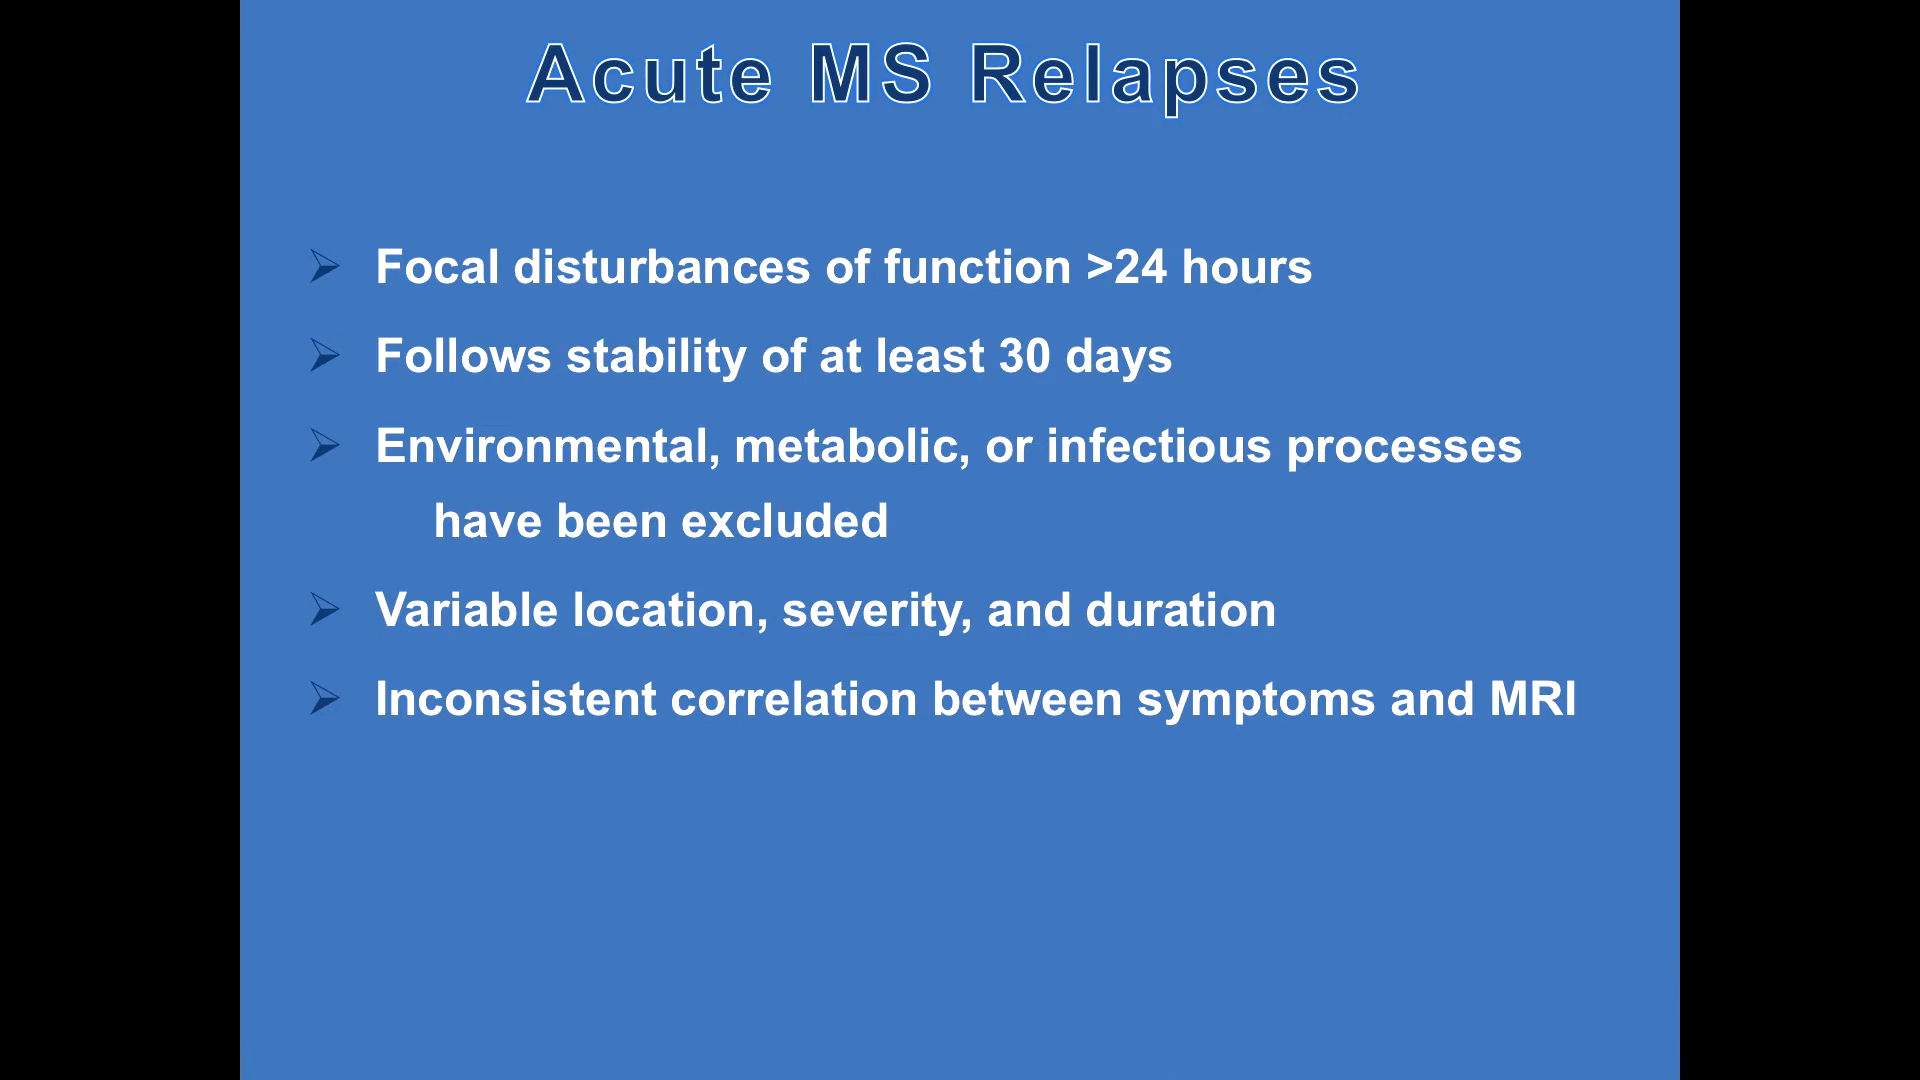 Acute MS Relapses
Focal disturbances of function >24 hours
Follows stability of at least 30 days
Environmental, metabolic, or infectious processes
have been excluded
Variable location, severity, and duration
Inconsistent correlation between symptoms and MRI